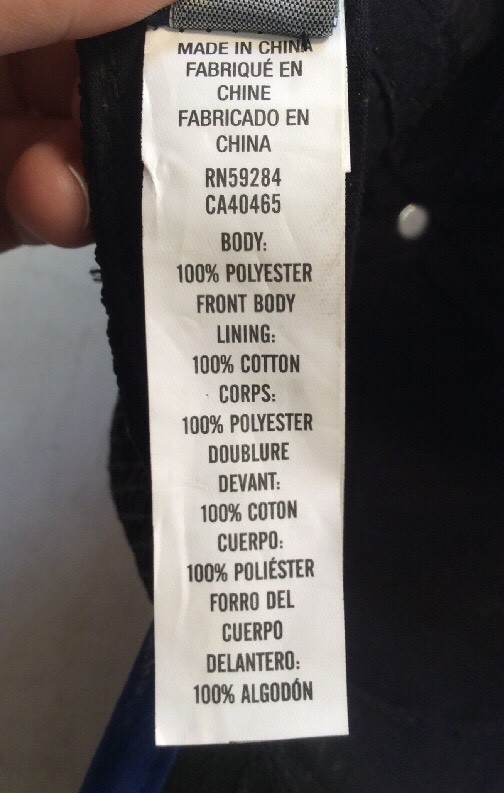 MADE IN CHINA
FABRIQUÉ EN
CHINE
FABRICADO EN
CHINA
RN59284
CA40465
BODY:
100% POLYESTER
FRONT BODY
LINING:
100% COTTON
CORPS:
100% POLYESTER
DOUBLURE
DEVANT:
100% COTON
CUERPO:
100% POLIÉSTER
FORRO DEL
CUERPO
DELANTERO:
100% ALGODÓN